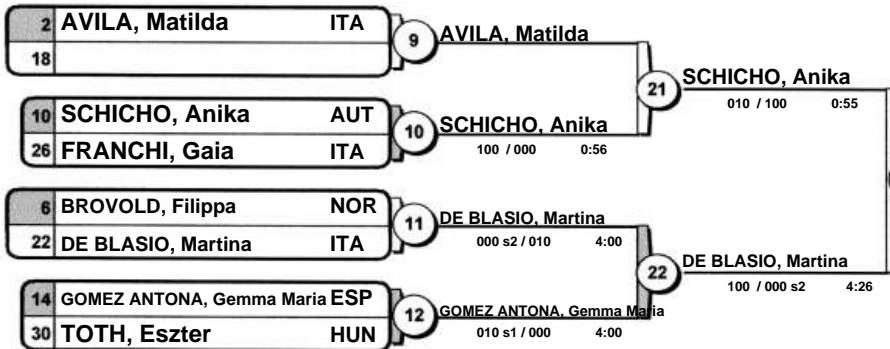 2 AVILA, Matilda ITA
18
9
AVILA, Matilda
10 SCHICHO, Anika AUT
26 FRANCHI, Gaia ITA
10
SCHICHO, Anika
100 / 000 0:56
21
SCHICHO, Anika
010 / 100 0:55
6 BROVOLD, Filippa NOR
22 DE BLASIO, Martina ITA
11
DE BLASIO, Martina
000 s2 / 010 4:00
14 GOMEZ ANTONA, Gemma Maria ESP
30 TOTH, Eszter HUN
12
GOMEZ ANTONA, Gemma Maria
010 s1 / 000 4:00
22
DE BLASIO, Martina
100 / 000 s2 4:26